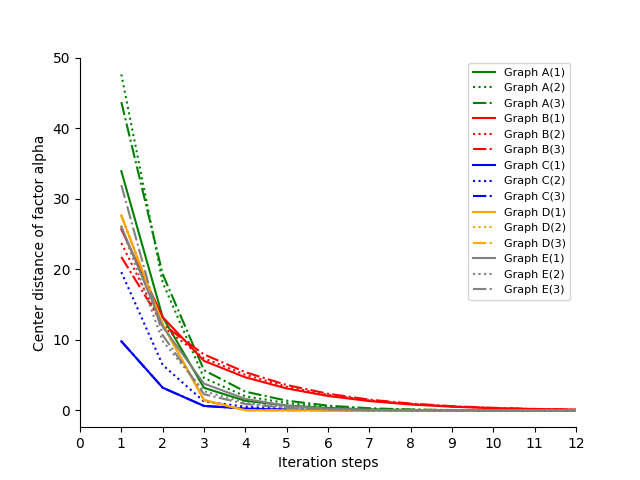 50
40
30
20
10
0
Center distance of factor alpha
0 1 2 3 4 5 6 7 8 9 10 11 12
Iteration steps
Graph A(1)
Graph A(2)
Graph A(3)
Graph B(1)
Graph B(2)
Graph B(3)
Graph C(1)
Graph C(2)
Graph C(3)
Graph D(1)
Graph D(2)
Graph D(3)
Graph E(1)
Graph E(2)
Graph E(3)